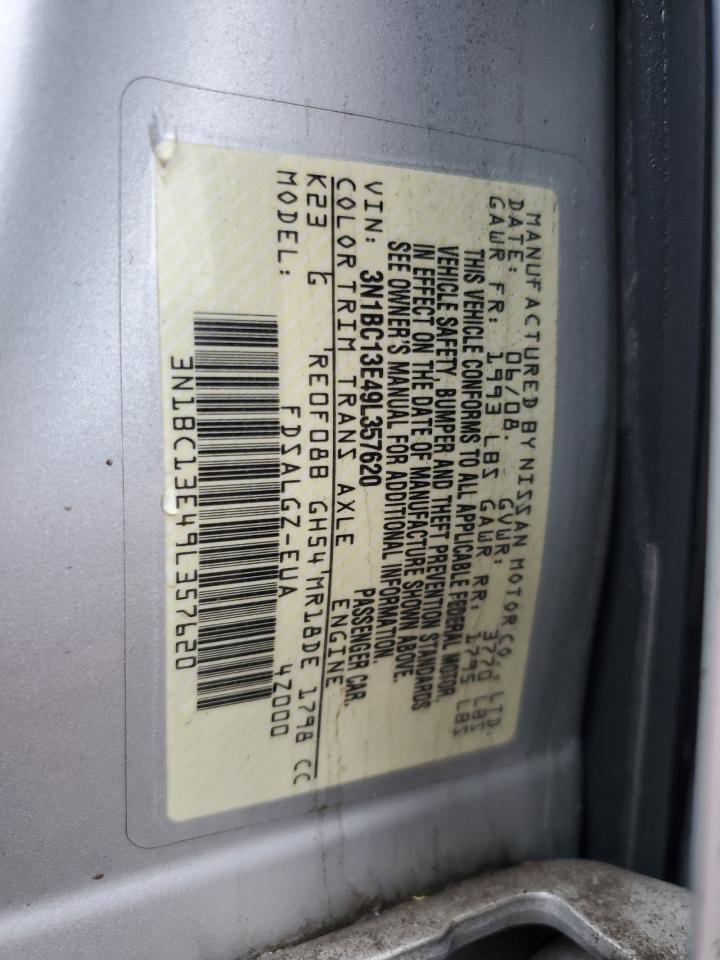 MANUFACTURED BY NISSAN MOTOR CO., LTD.
DATE: 06/08. GVWR: 3770 LBS
GAWR FR: 1993 LBS GAWR RR: 1795 LBS
THIS VEHICLE CONFORMS TO ALL APPLICABLE FEDERAL MOTOR
VEHICLE SAFETY, BUMPER AND THEFT PREVENTION STANDARDS
IN EFFECT ON THE DATE OF MANUFACTURE SHOWN ABOVE.
SEE OWNER'S MANUAL FOR ADDITIONAL INFORMATION.
VIN: 3N1BC13E49L357620 PASSENGER CAR.
COLOR TRIM TRANS AXLE ENGINE
K23 G RE0F08B GH54 MR18DE 1798 CC
MODEL: FDSALGZ-EUA 4Z000
3N1BC13E49L357620